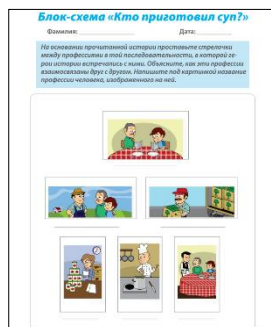 Блок-схема «Кто приготовил суп?»
Фамилия: Дата:
На основании прочитанной истории проставьте стрелочки
между профессиями в той последовательности, в которой ге-
рои истории встречались с ними. Объясните, как эти профессии
взаимосвязаны друг с другом. Напишите под картинкой название
профессии человека, изображенного на ней.